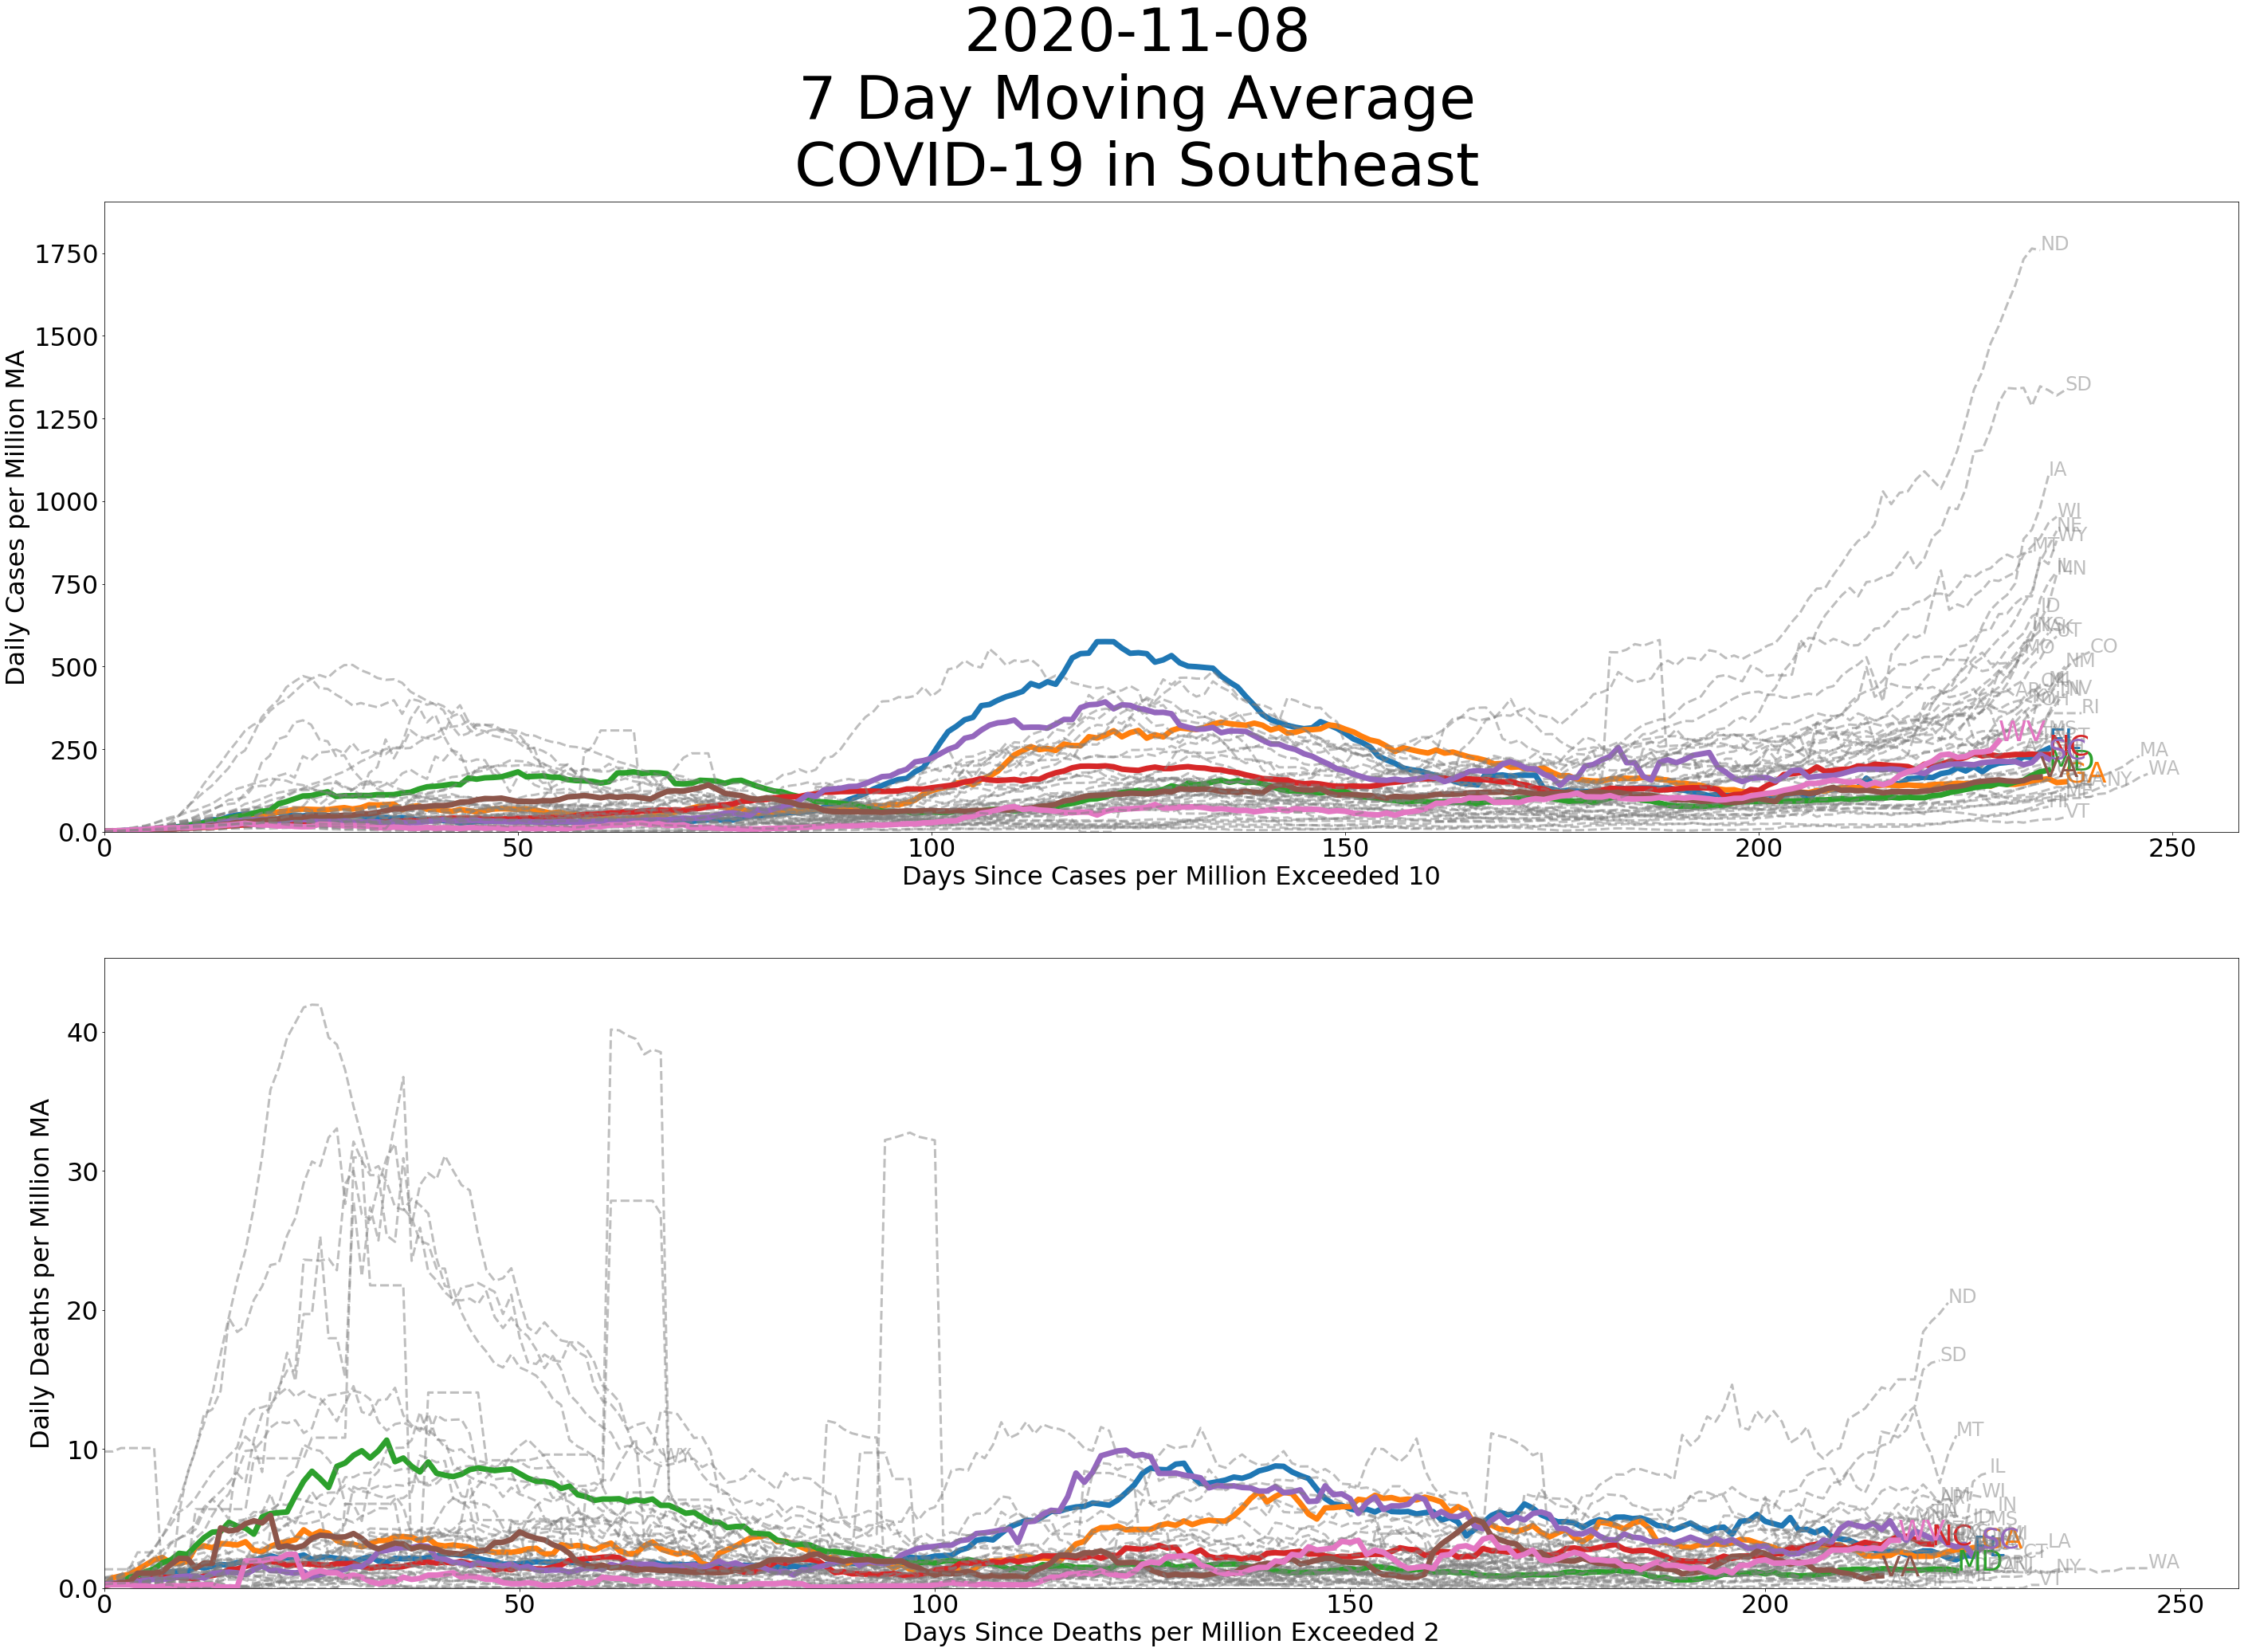 2020-11-08
7 Day Moving Average
COVID-19 in Southeast
Daily Cases per Million MA
1750
1500
1250
1000
750
500
250
0.0
ND
SD
IA
WI
NE
WY
MT
IL
MN
ID
UT
CO
MO
NM
RI
WV
NC
MA
WA
GA
NY
VT
0
50
100
150
200
250
Days Since Cases per Million Exceeded 10
Daily Deaths per Million MA
40
30
20
10
0.0
ND
SD
MT
IL
WI
IN
MS
LA
NC
MD
VA
NY
WA
VT
0
50
100
150
200
250
Days Since Deaths per Million Exceeded 2